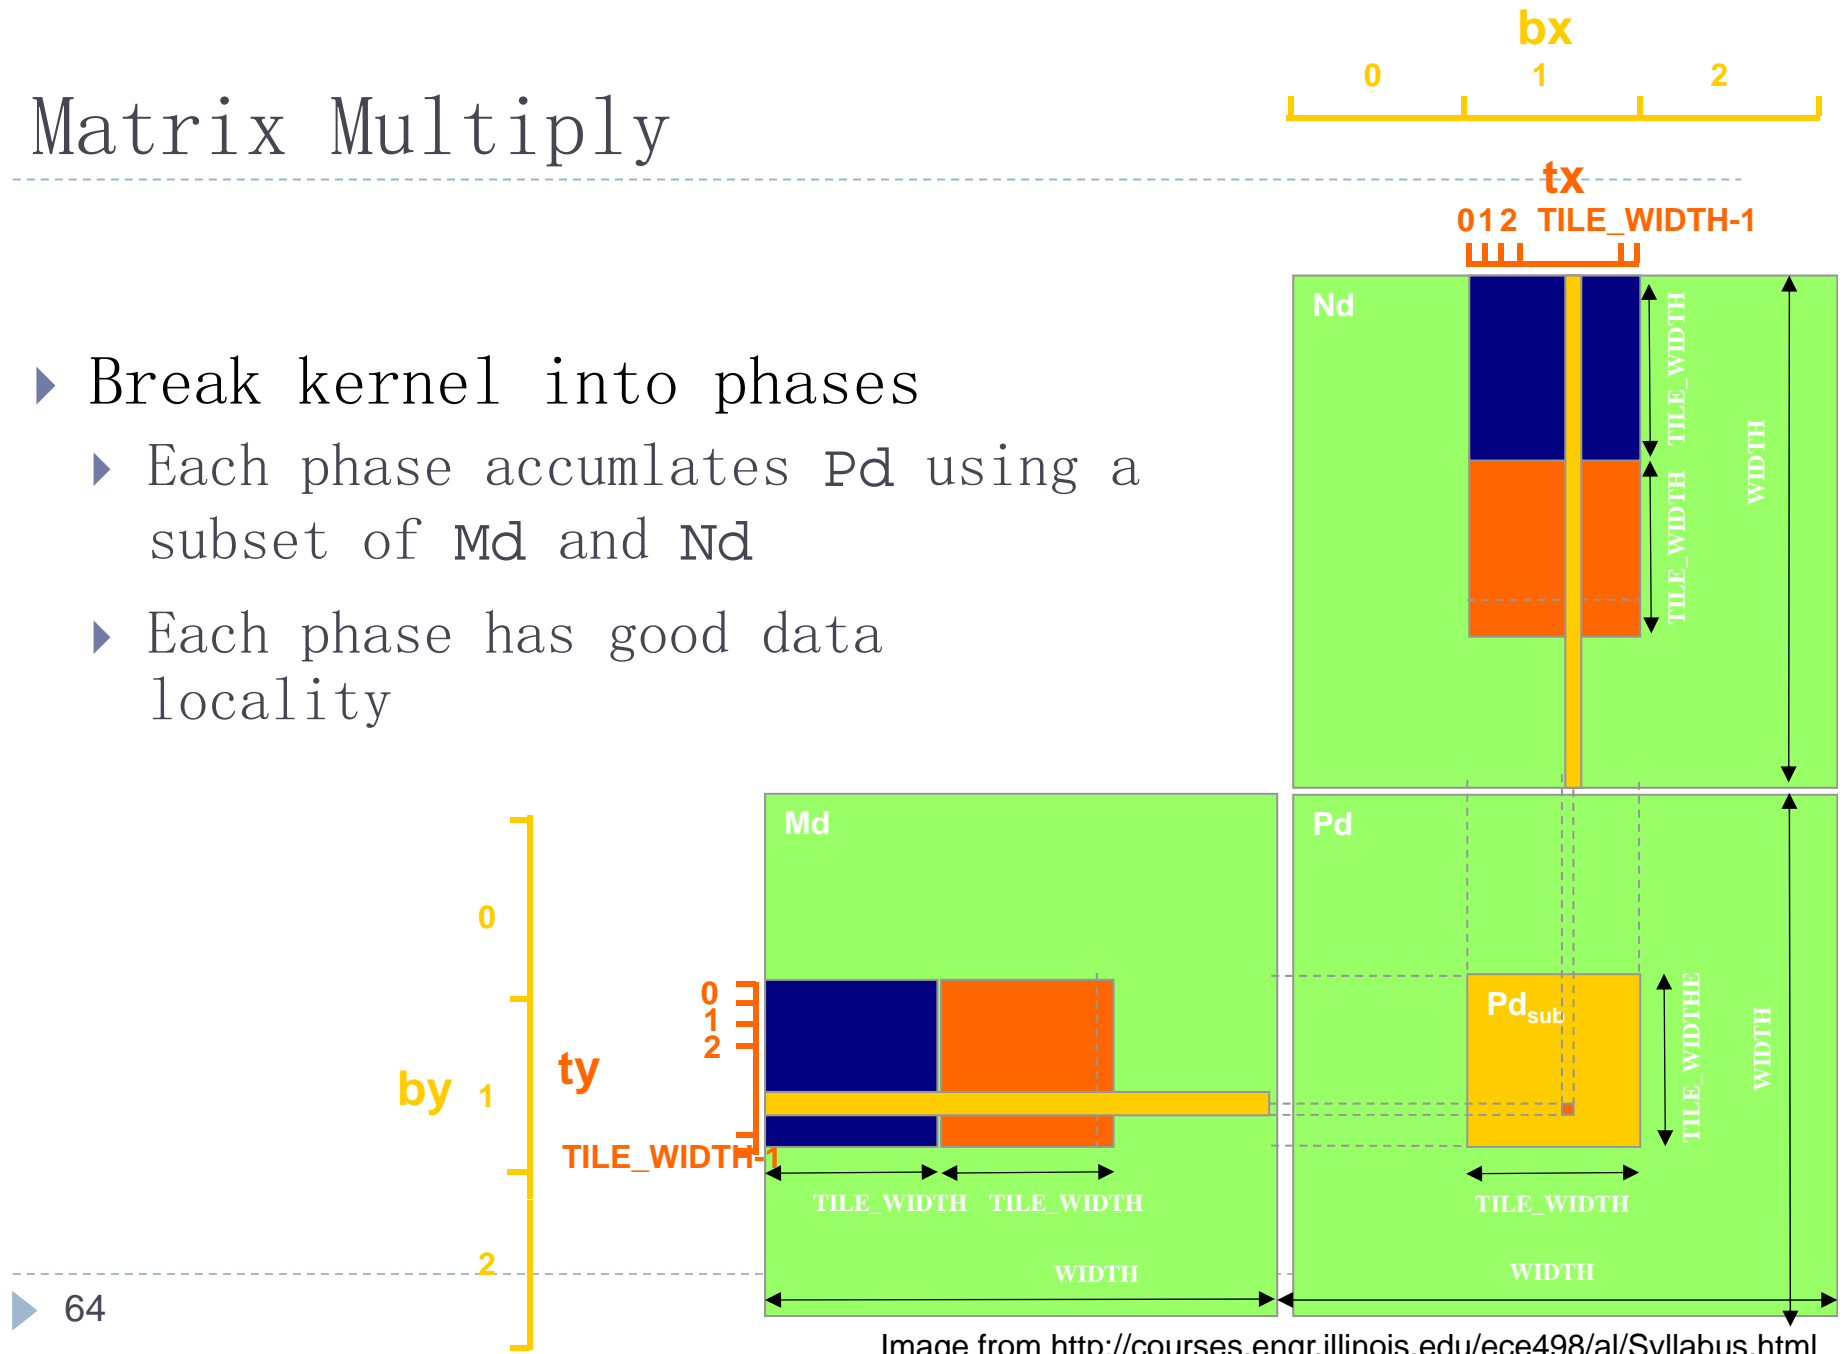 bx
0 1 2
Matrix Multiply
tx
0 1 2 TILE_WIDTH-1
Break kernel into phases
Each phase accumlates Pd using a
subset of Md and Nd
Each phase has good data
locality
Nd
TILE_WIDTH
TILE_WIDTH
WIDTH
Md
Pd
0
1
2
by
ty
0
1
2
TILE_WIDTH-1
Pdsub
TILE_WIDTHE
WIDTH
TILE_WIDTH TILE_WIDTH
TILE_WIDTH
WIDTH
WIDTH
64
Image from http://courses.engr.illinois.edu/ece498/al/Syllabus.html